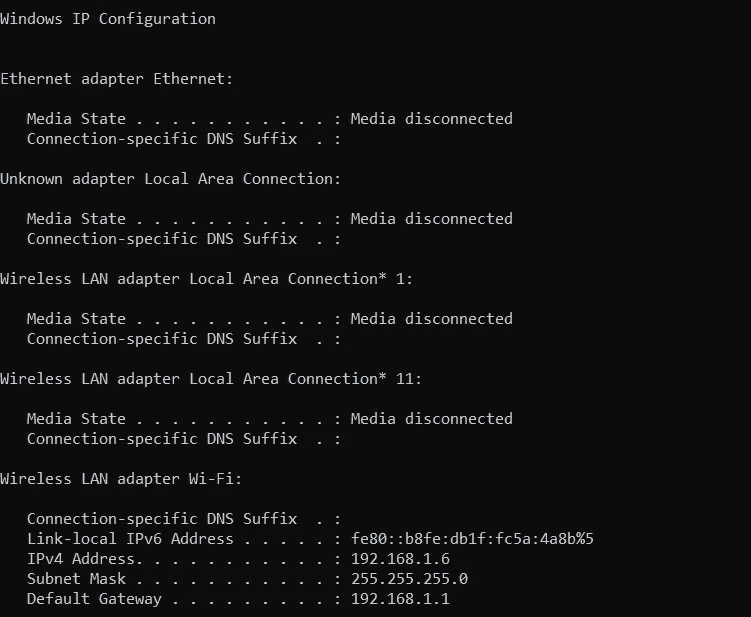 Windows IP Configuration
Ethernet adapter Ethernet:
Media State . . . . . . . . . . . : Media disconnected
Connection-specific DNS Suffix  . :
Unknown adapter Local Area Connection:
Media State . . . . . . . . . . . : Media disconnected
Connection-specific DNS Suffix  . :
Wireless LAN adapter Local Area Connection* 1:
Media State . . . . . . . . . . . : Media disconnected
Connection-specific DNS Suffix  . :
Wireless LAN adapter Local Area Connection* 11:
Media State . . . . . . . . . . . : Media disconnected
Connection-specific DNS Suffix  . :
Wireless LAN adapter Wi-Fi:
Connection-specific DNS Suffix  . :
Link-local IPv6 Address . . . . . : fe80::b8fe:db1f:fc5a:4a8b%5
IPv4 Address. . . . . . . . . . . : 192.168.1.6
Subnet Mask . . . . . . . . . . . : 255.255.255.0
Default Gateway . . . . . . . . . : 192.168.1.1